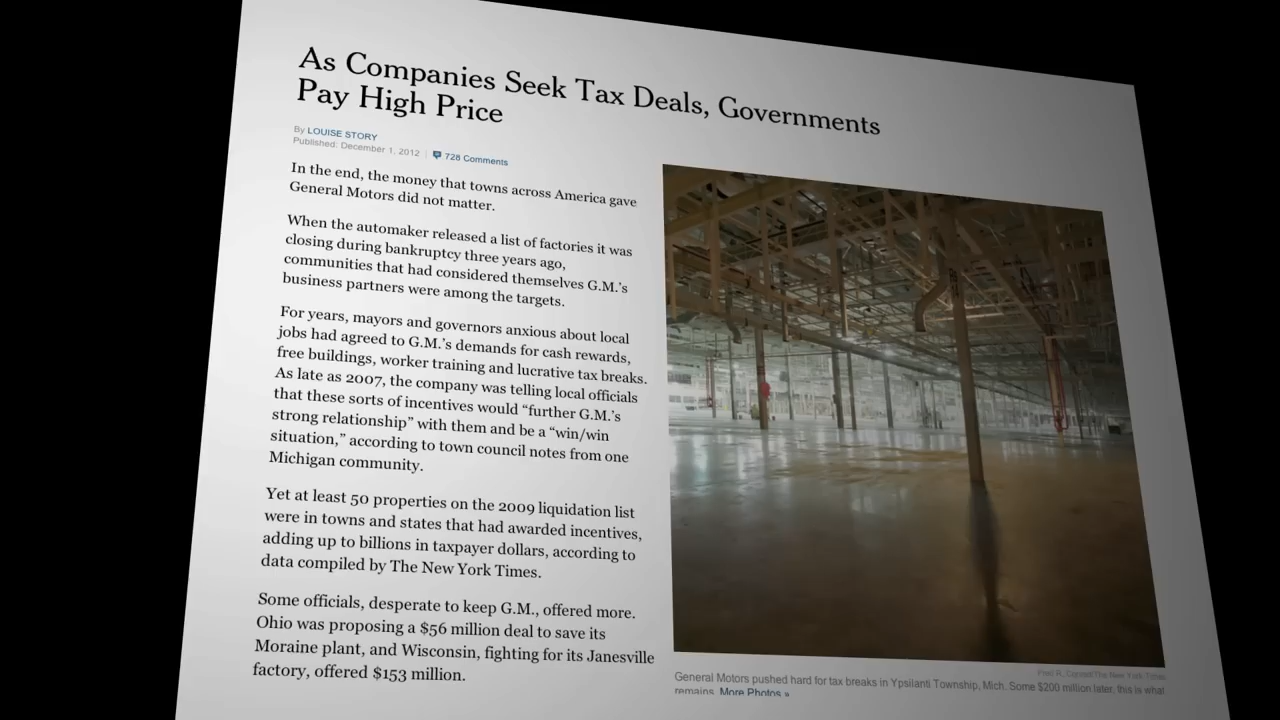 As Companies Seek Tax Deals, Governments
Pay High Price
By LOUISE STORY
Published: December 1, 2012 | 728 Comments
In the end, the money that towns across America gave
General Motors did not matter.
When the automaker released a list of factories it was
closing during bankruptcy three years ago,
communities that had considered themselves G.M.'s
business partners were among the targets.
For years, mayors and governors anxious about local
jobs had agreed to G.M.'s demands for cash rewards,
free buildings, worker training and lucrative tax breaks.
As late as 2007, the company was telling local officials
that these sorts of incentives would “further G.M.'s
strong relationship” with them and be a “win/win
situation,” according to town council notes from one
Michigan community.
Yet at least 50 properties on the 2009 liquidation list
were in towns and states that had awarded incentives,
adding up to billions in taxpayer dollars, according to
data compiled by The New York Times.
Some officials, desperate to keep G.M., offered more.
Ohio was proposing a $56 million deal to save its
Moraine plant, and Wisconsin, fighting for its Janesville
factory, offered $153 million.
The New York Times
General Motors pushed hard for tax breaks in Ypsilanti Township, Mich. Some $200 million later, this is what
remains. More Photos »